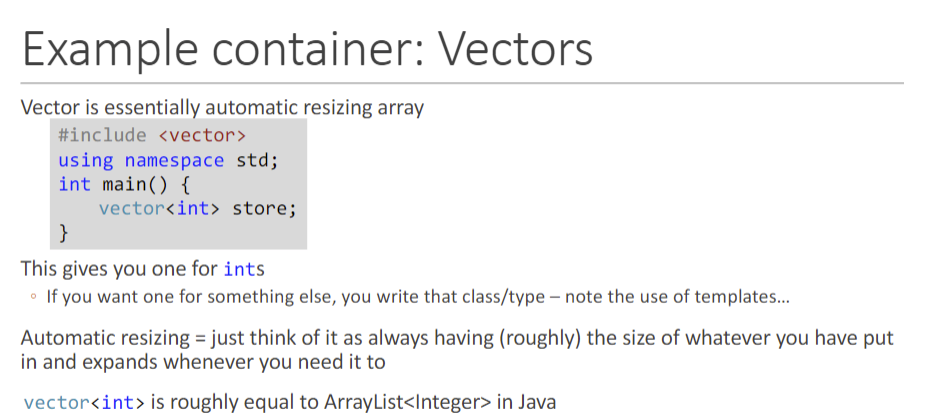 Example container: Vectors
Vector is essentially automatic resizing array
#include <vector>
using namespace std;
int main() {
    vector<int> store;
}
This gives you one for ints
◦ If you want one for something else, you write that class/type – note the use of templates…
Automatic resizing = just think of it as always having (roughly) the size of whatever you have put
in and expands whenever you need it to
vector<int> is roughly equal to ArrayList<Integer> in Java